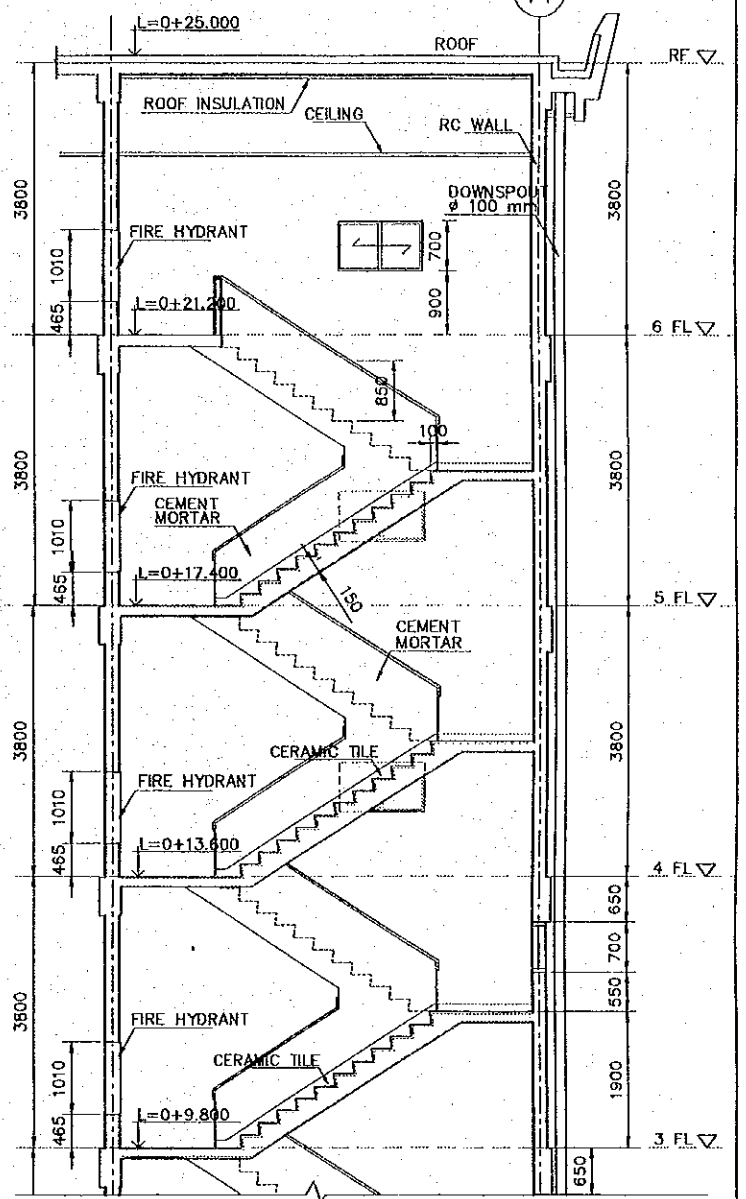 A
L=0+25.000
ROOF
RF
ROOF INSULATION
CEILING
RC WALL
3800
3800
DOWNSPOUT
ø 100 mm
FIRE HYDRANT
1010
700
465
L=0+21.200
900
6 FL
850
100
3800
3800
FIRE HYDRANT
CEMENT
MORTAR
1010
465
L=0+17.400
150
5 FL
CEMENT
MORTAR
3800
3800
CERAMIC TILE
FIRE HYDRANT
1010
465
L=0+13.600
4 FL
650
700
550
3800
FIRE HYDRANT
CERAMIC TILE
1010
1900
465
L=0+9.800
3 FL
650